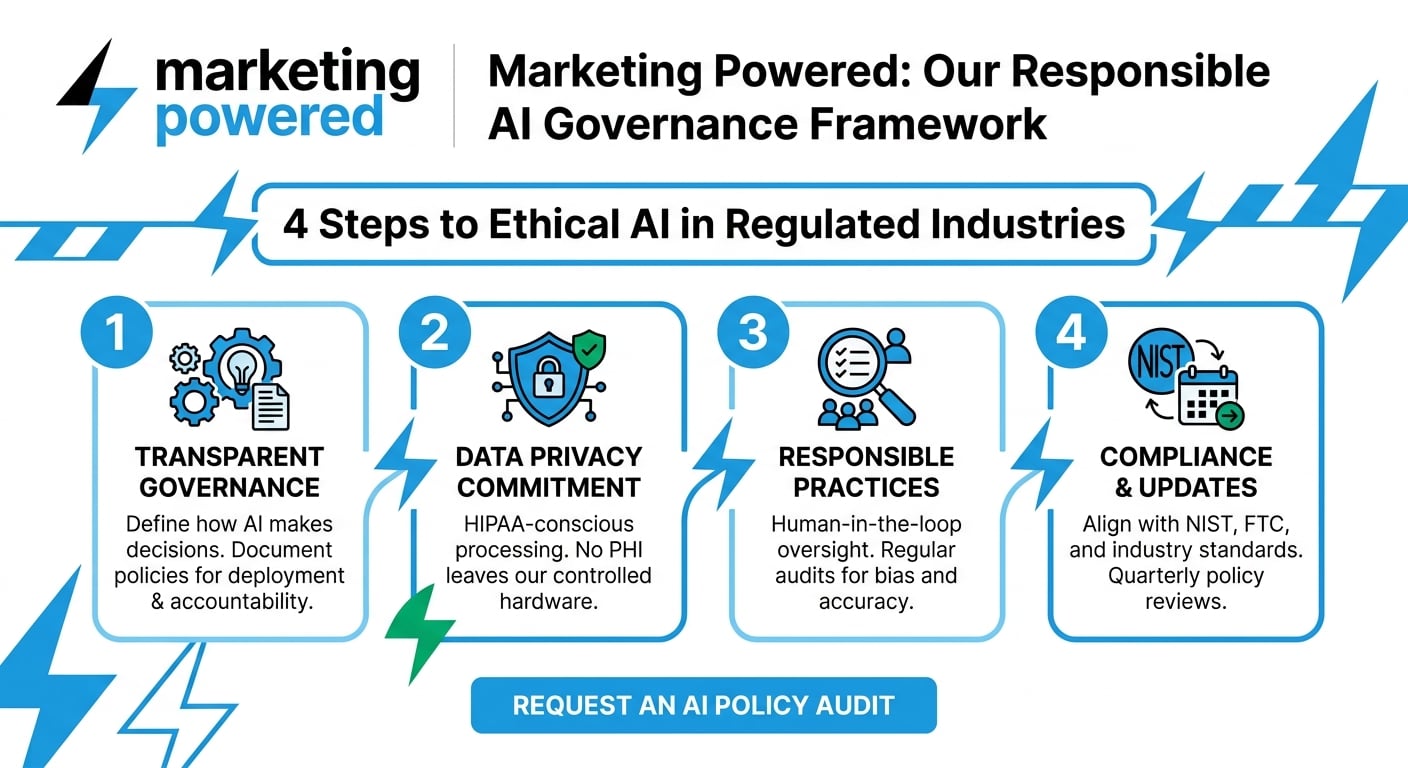 marketing
powered
Marketing Powered: Our Responsible
AI Governance Framework
4 Steps to Ethical AI in Regulated Industries
1
TRANSPARENT
GOVERNANCE
Define how AI makes
decisions. Document
policies for deployment
& accountability.
2
DATA PRIVACY
COMMITMENT
HIPAA-conscious
processing. No PHI
leaves our controlled
hardware.
3
RESPONSIBLE
PRACTICES
Human-in-the-loop
oversight. Regular
audits for bias and
accuracy.
4
NIST
COMPLIANCE
& UPDATES
Align with NIST, FTC,
and industry standards.
Quarterly policy
reviews.
REQUEST AN AI POLICY AUDIT